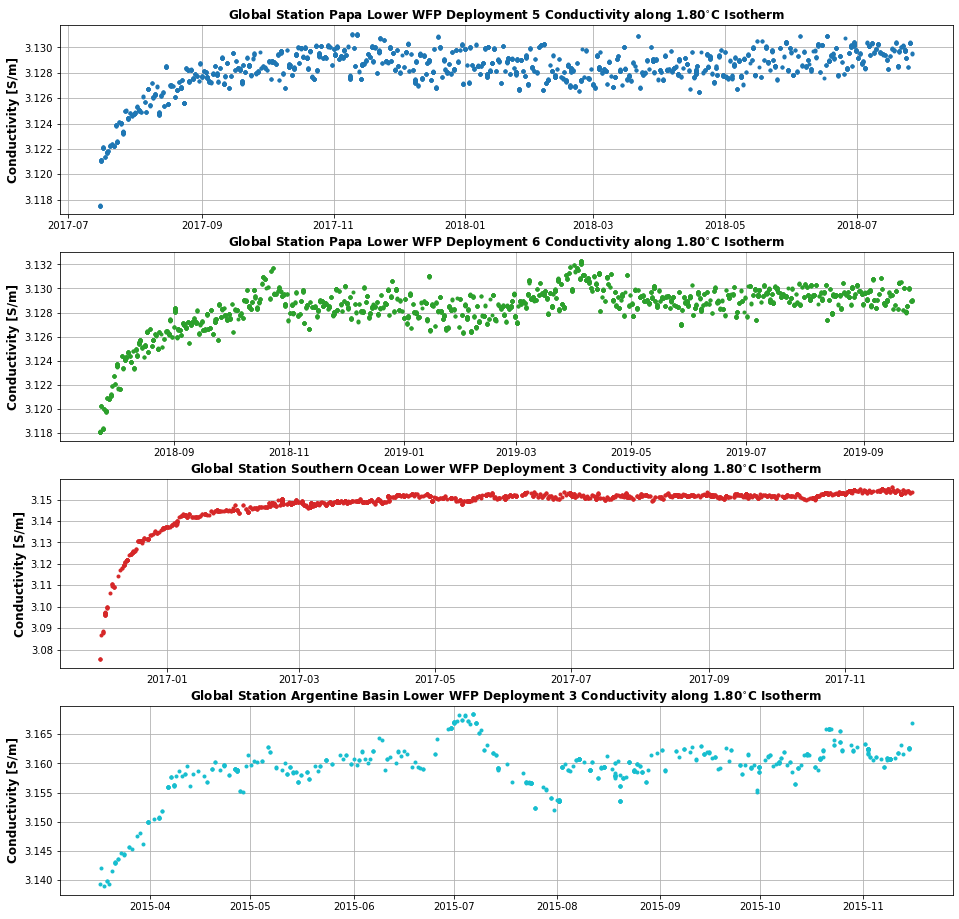 Global Station Papa Lower WFP Deployment 5 Conductivity along 1.80°C Isotherm
Conductivity [S/m]
3.130
3.128
3.126
3.124
3.122
3.120
3.118
2017-07 2017-09 2017-11 2018-01 2018-03 2018-05 2018-07
Global Station Papa Lower WFP Deployment 6 Conductivity along 1.80°C Isotherm
Conductivity [S/m]
3.132
3.130
3.128
3.126
3.124
3.122
3.120
3.118
2018-09 2018-11 2019-01 2019-03 2019-05 2019-07 2019-09
Global Station Southern Ocean Lower WFP Deployment 3 Conductivity along 1.80°C Isotherm
Conductivity [S/m]
3.15
3.14
3.13
3.12
3.11
3.10
3.09
3.08
2017-01 2017-03 2017-05 2017-07 2017-09 2017-11
Global Station Argentine Basin Lower WFP Deployment 3 Conductivity along 1.80°C Isotherm
Conductivity [S/m]
3.165
3.160
3.155
3.150
3.145
3.140
2015-04 2015-05 2015-06 2015-07 2015-08 2015-09 2015-10 2015-11